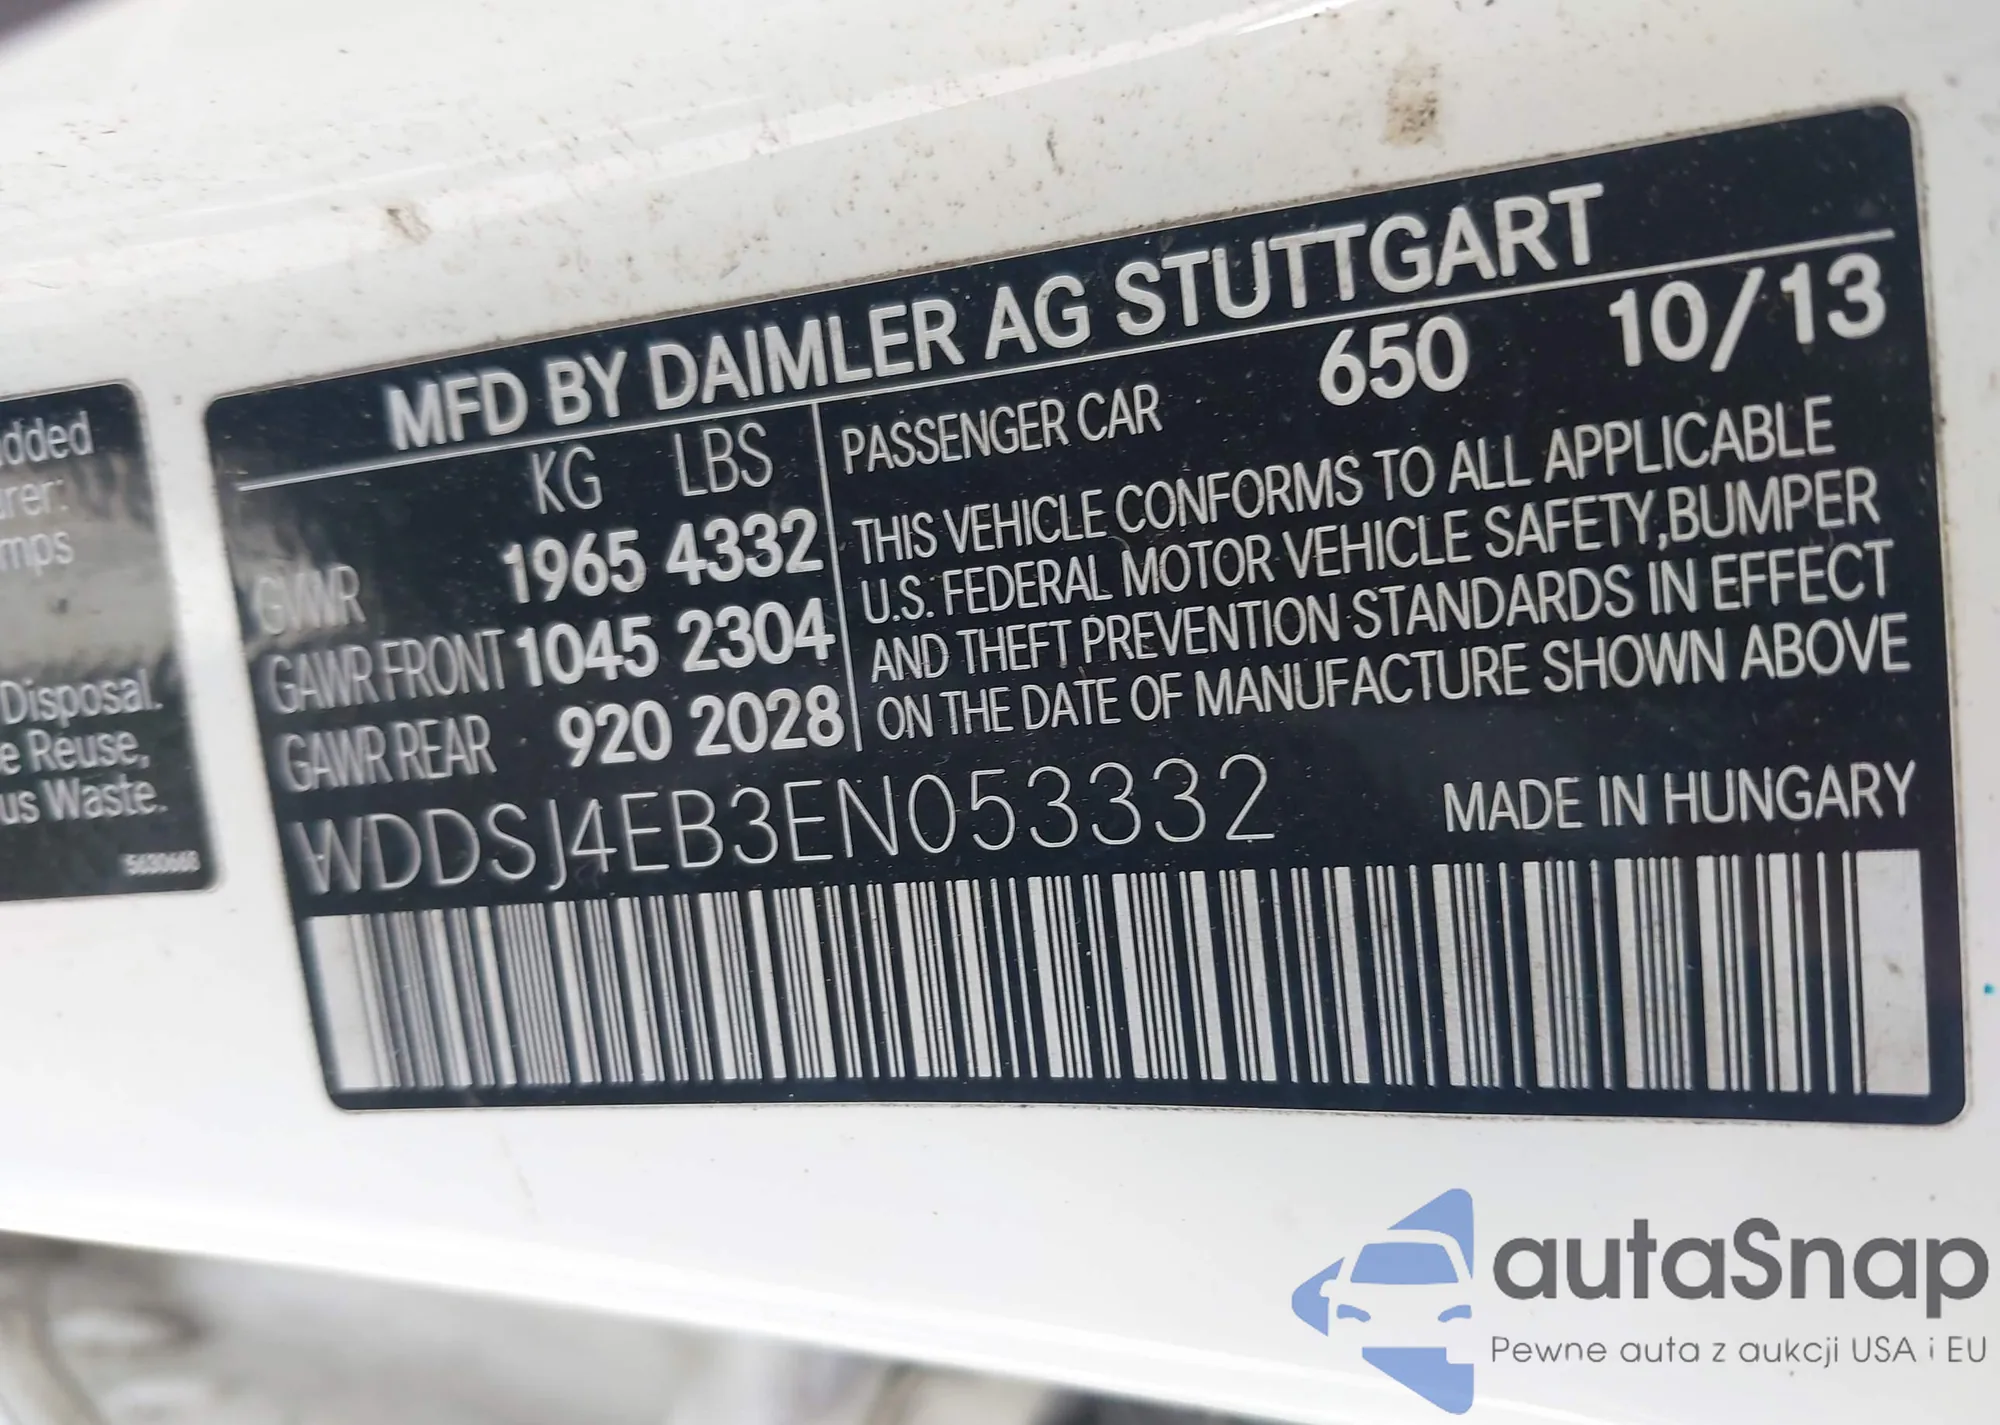 dded
urer:
mps
Disposal.
e Reuse,
us Waste.
MFD BY DAIMLER AG STUTTGART
KG LBS
GVWR 1965 4332
GAWR FRONT 1045 2304
GAWR REAR 920 2028
PASSENGER CAR 650 10/13
THIS VEHICLE CONFORMS TO ALL APPLICABLE
U.S. FEDERAL MOTOR VEHICLE SAFETY,BUMPER
AND THEFT PREVENTION STANDARDS IN EFFECT
ON THE DATE OF MANUFACTURE SHOWN ABOVE
WDDSJ4EB3EN053332 MADE IN HUNGARY
autaSnap
Pewne auta z aukcji USA i EU